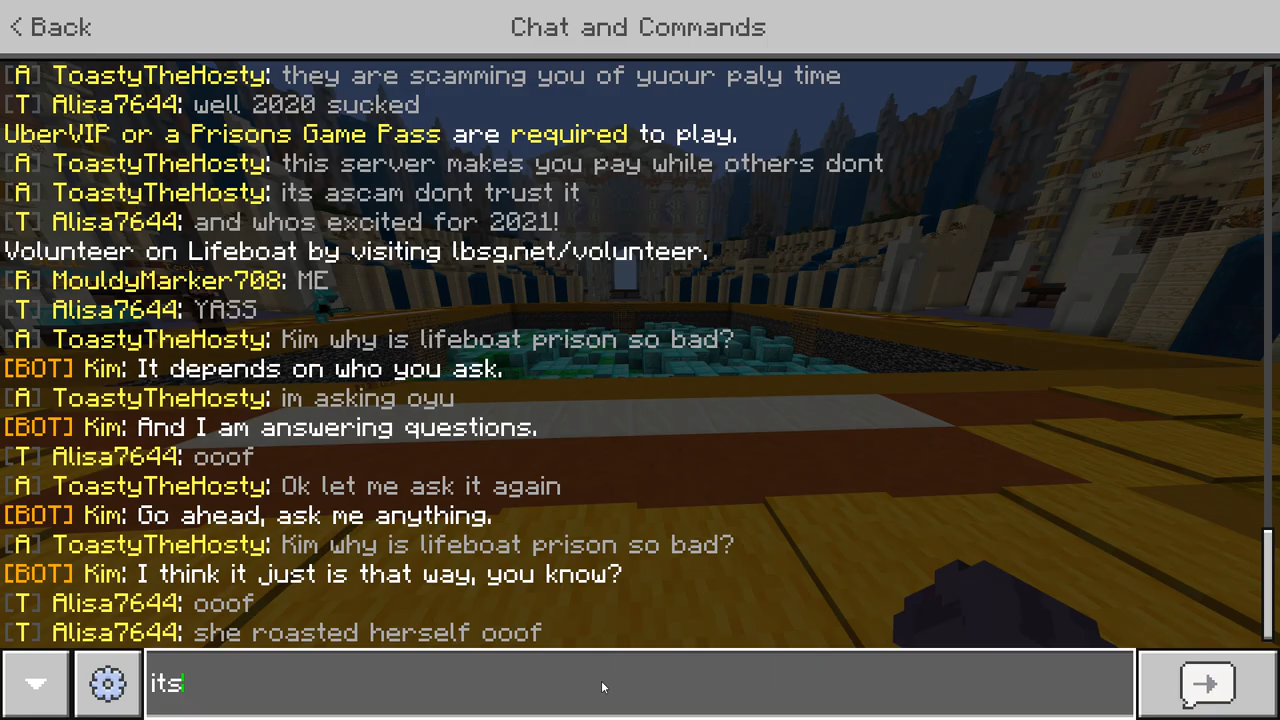 Back
Chat and Commands
[A] ToastyTheHosty: they are scamming you of yuour paly time
[T] Alisa7644: well 2020 sucked
UberVIP or a Prisons Game Pass are required to play.
[A] ToastyTheHosty: this server makes you pay while others dont
[A] ToastyTheHosty: its ascam dont trust it
[T] Alisa7644: and whos excited for 2021!
Volunteer on Lifeboat by visiting lbsg.net/volunteer.
[R] MouldyMarker708: ME
[T] Alisa7644: YASS
[A] ToastyTheHosty: Kim why is lifeboat prison so bad?
[BOT] Kim: It depends on who you ask.
[A] ToastyTheHosty: im asking oyu
[BOT] Kim: And I am answering questions.
[T] Alisa7644: ooof
[A] ToastyTheHosty: Ok let me ask it again
[BOT] Kim: Go ahead, ask me anything.
[A] ToastyTheHosty: Kim why is lifeboat prison so bad?
[BOT] Kim: I think it just is that way, you know?
[T] Alisa7644: ooof
[T] Alisa7644: she roasted herself ooof
its